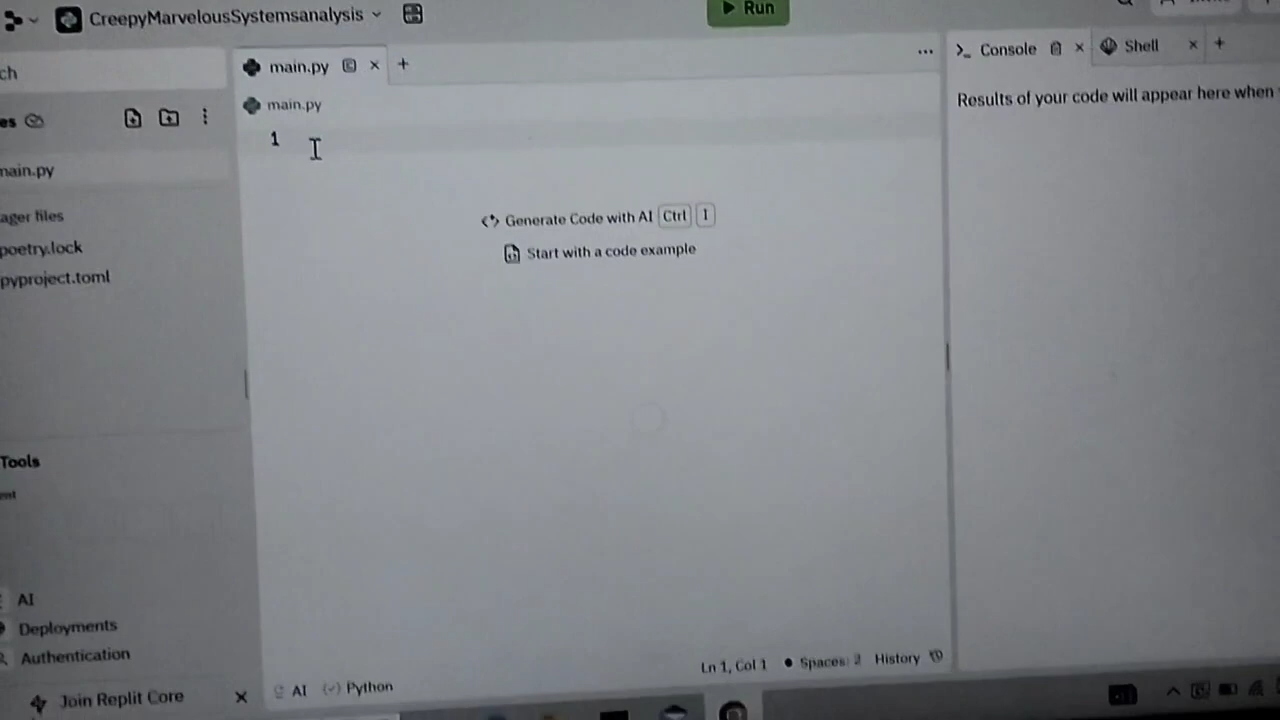 CreepyMarvelousSystemsanalysis
Run
ch
main.py
Console
Shell
es
main.py
Results of your code will appear here when
1
main.py
ager files
Generate Code with AI Ctrl I
poetry.lock
Start with a code example
pyproject.toml
Tools
AI
Deployments
Authentication
Ln 1, Col 1
Spaces: 2
History
Join Replit Core
AI
Python